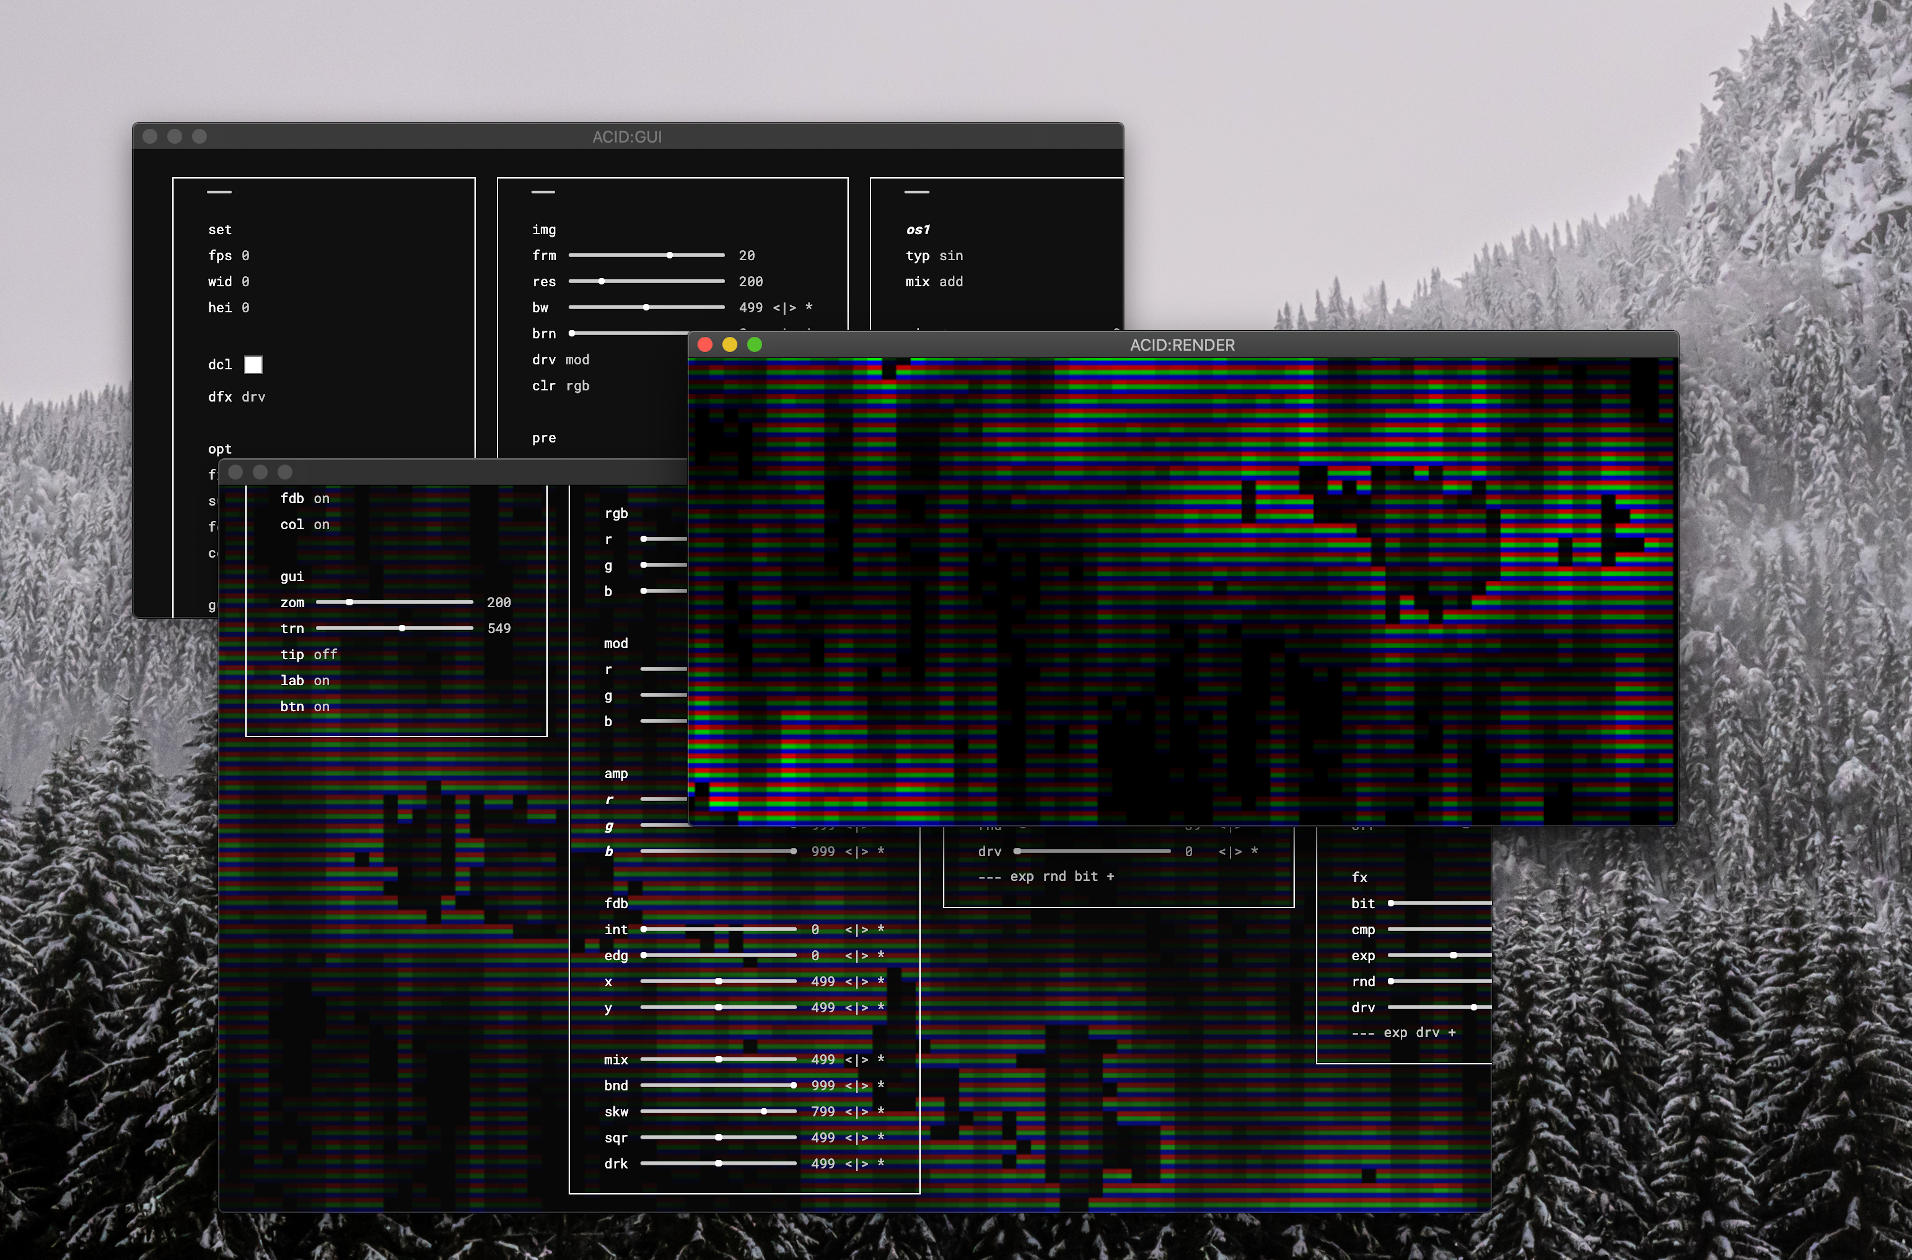 ACID:GUI
set
fps 0
wid 0
hei 0
dcl
dfx drv
opt
img
frm 20
res 200
bw 499 <|> *
brn
drv mod
clr rgb
pre
os1
typ sin
mix add
ACID:RENDER
fdb on
col on
gui
zom 200
trn 549
tip off
lab on
btn on
rgb
r
g
b
mod
r
g
b
amp
r
g
b 999 <|> *
fdb
int 0 <|> *
edg 0 <|> *
x 499 <|> *
y 499 <|> *
mix 499 <|> *
bnd 999 <|> *
skw 799 <|> *
sqr 499 <|> *
drk 499 <|> *
drv 0 <|> *
--- exp rnd bit +
fx
bit
cmp
exp
rnd
drv
--- exp drv +